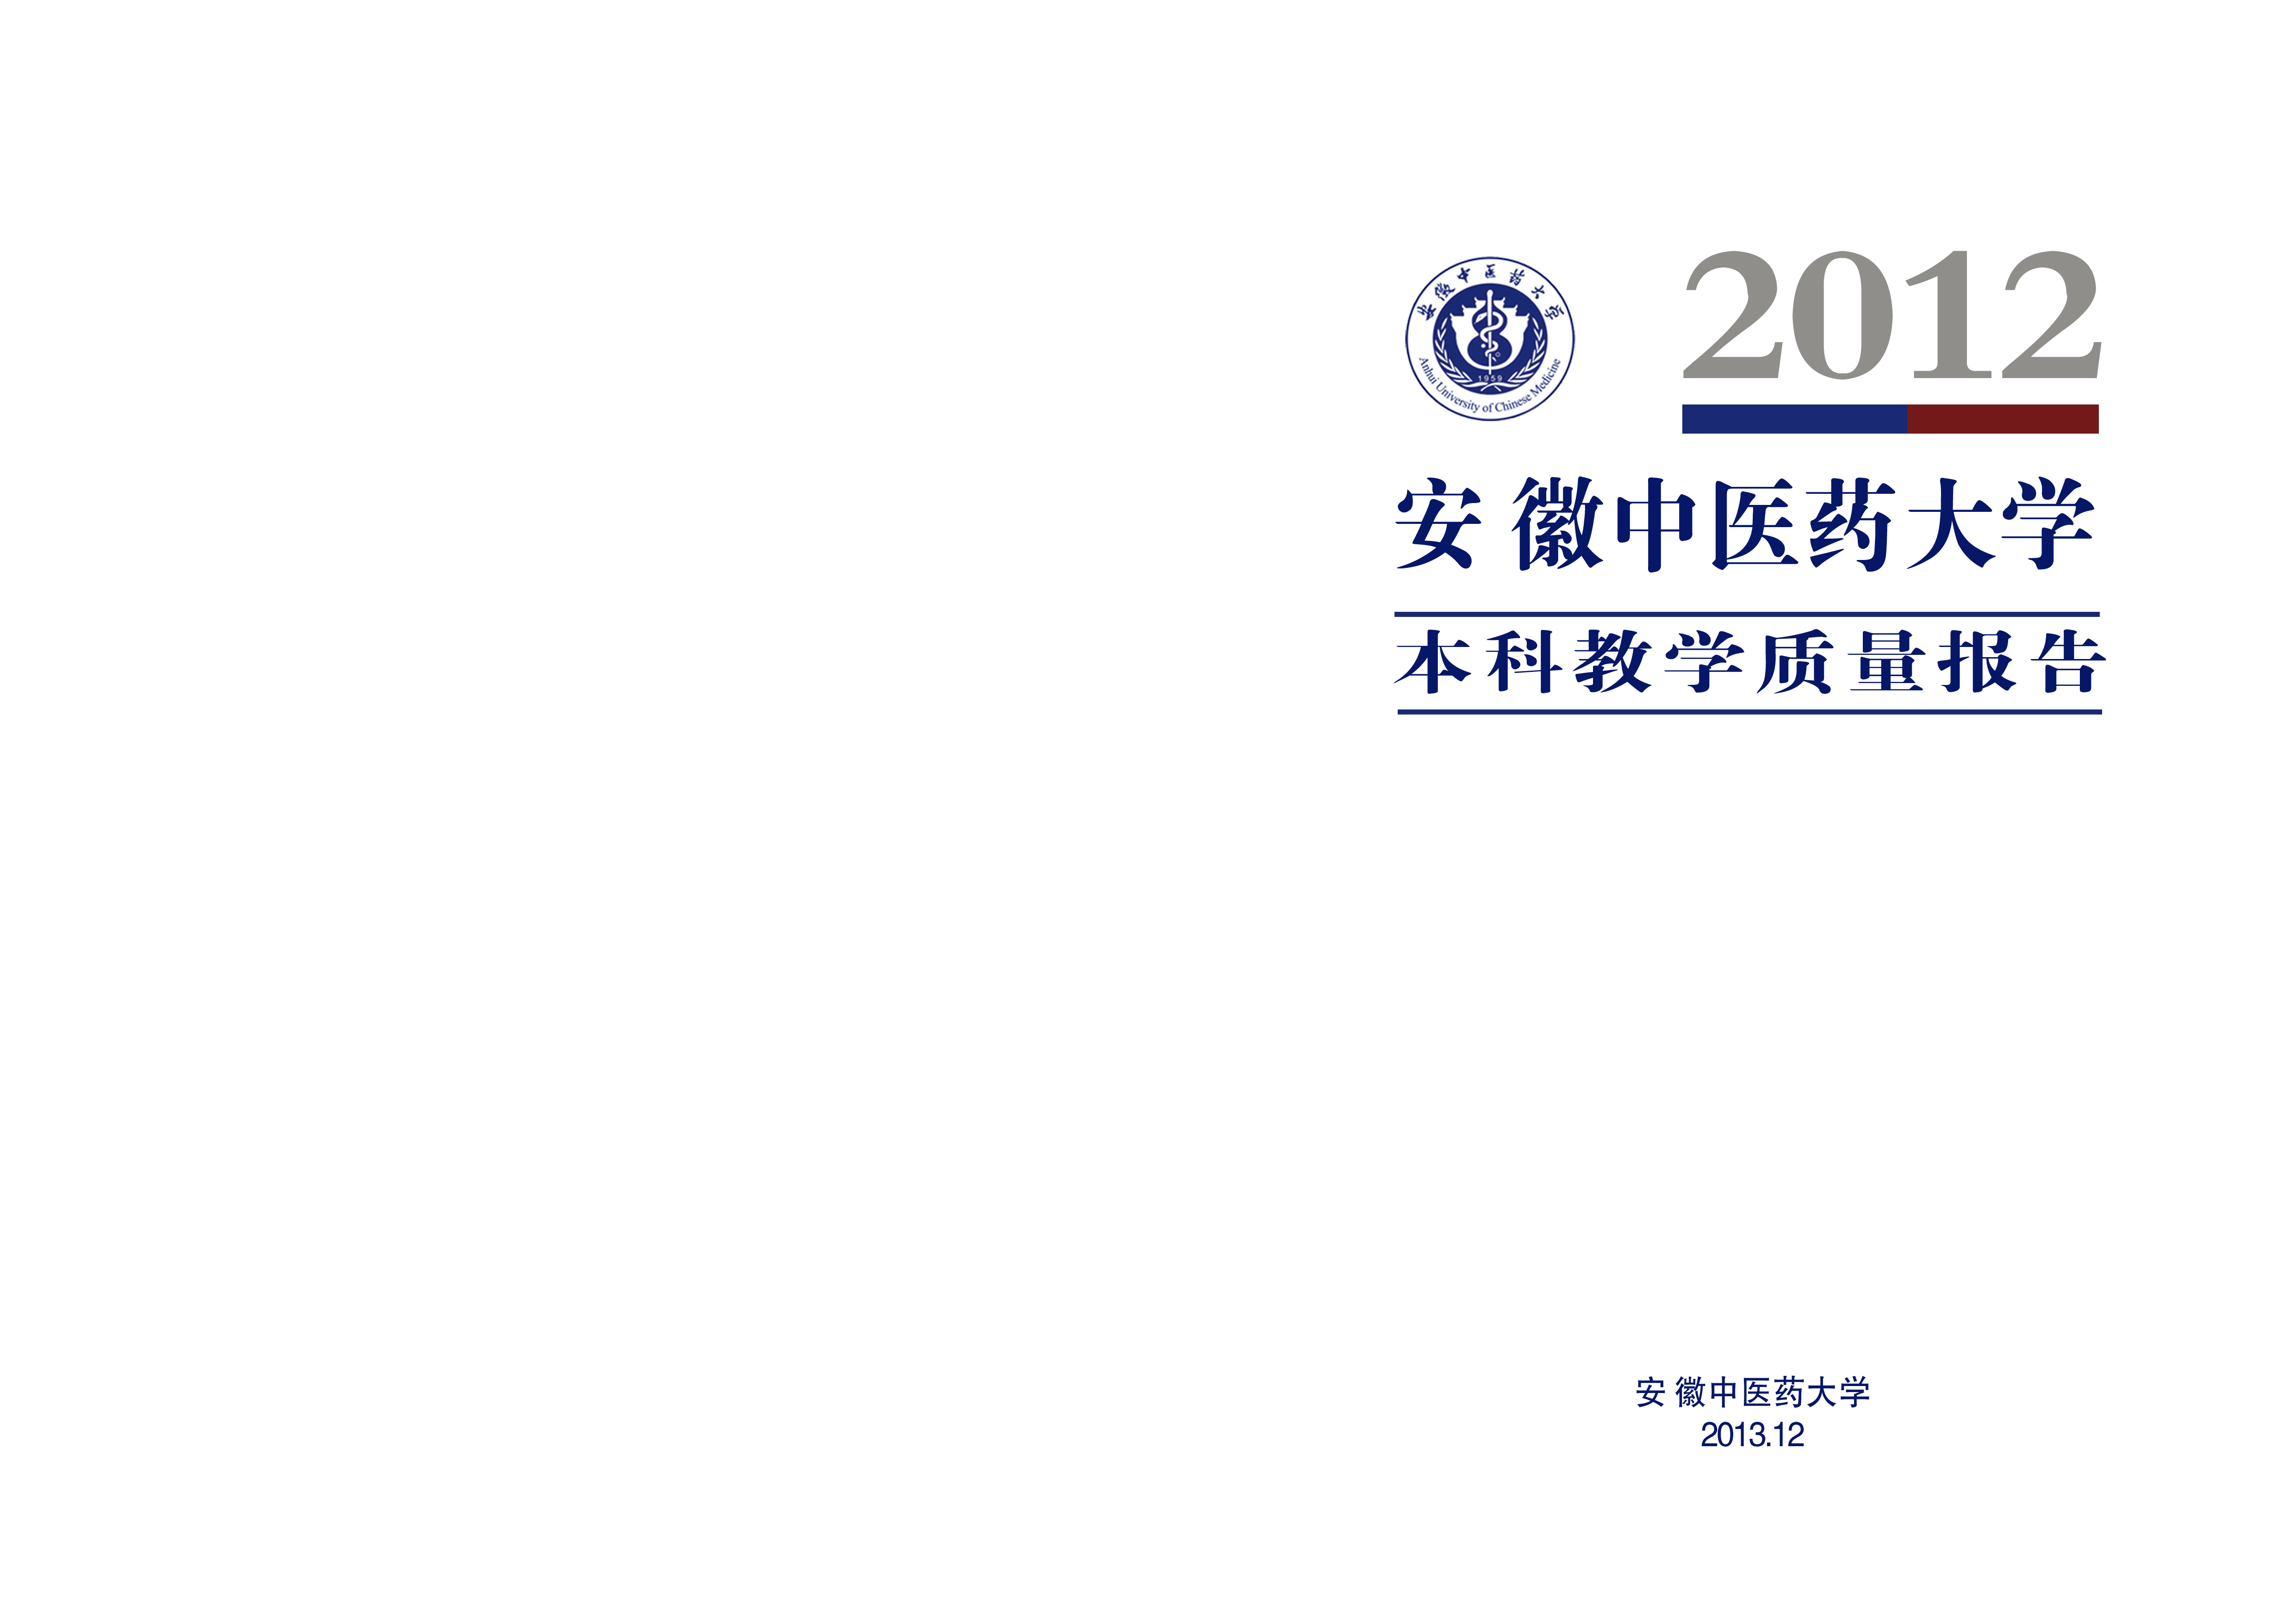 安徽中医药大学
1959
Anhui University of Chinese Medicine
2012
安徽中医药大学
本科教学质量报告
安徽中医药大学
2013.12